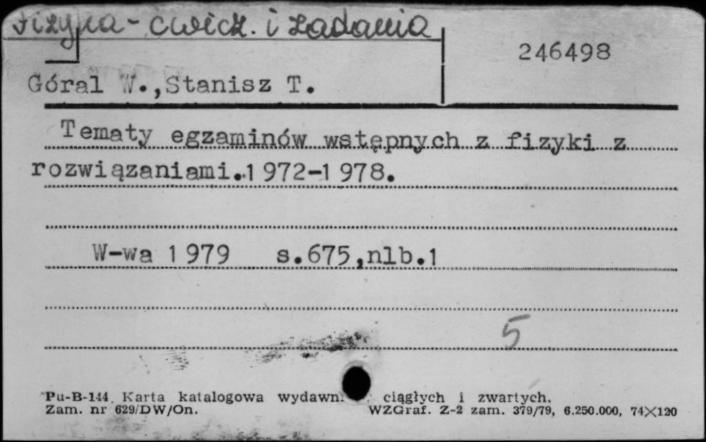 Fizyka - ćwicz. i zadania
246498
Góral W.,Stanisz T.
Tematy egzaminów wstępnych z fizyki z
rozwiązaniami.1972-1978.
W-wa 1979 s.675,nlb.1
5
Pu-B-144. Karta katalogowa wydawn. ciągłych i zwartych.
Zam. nr 629/DW/On. WZGraf. Z-2 zam. 379/79, 6.250.000, 74×120